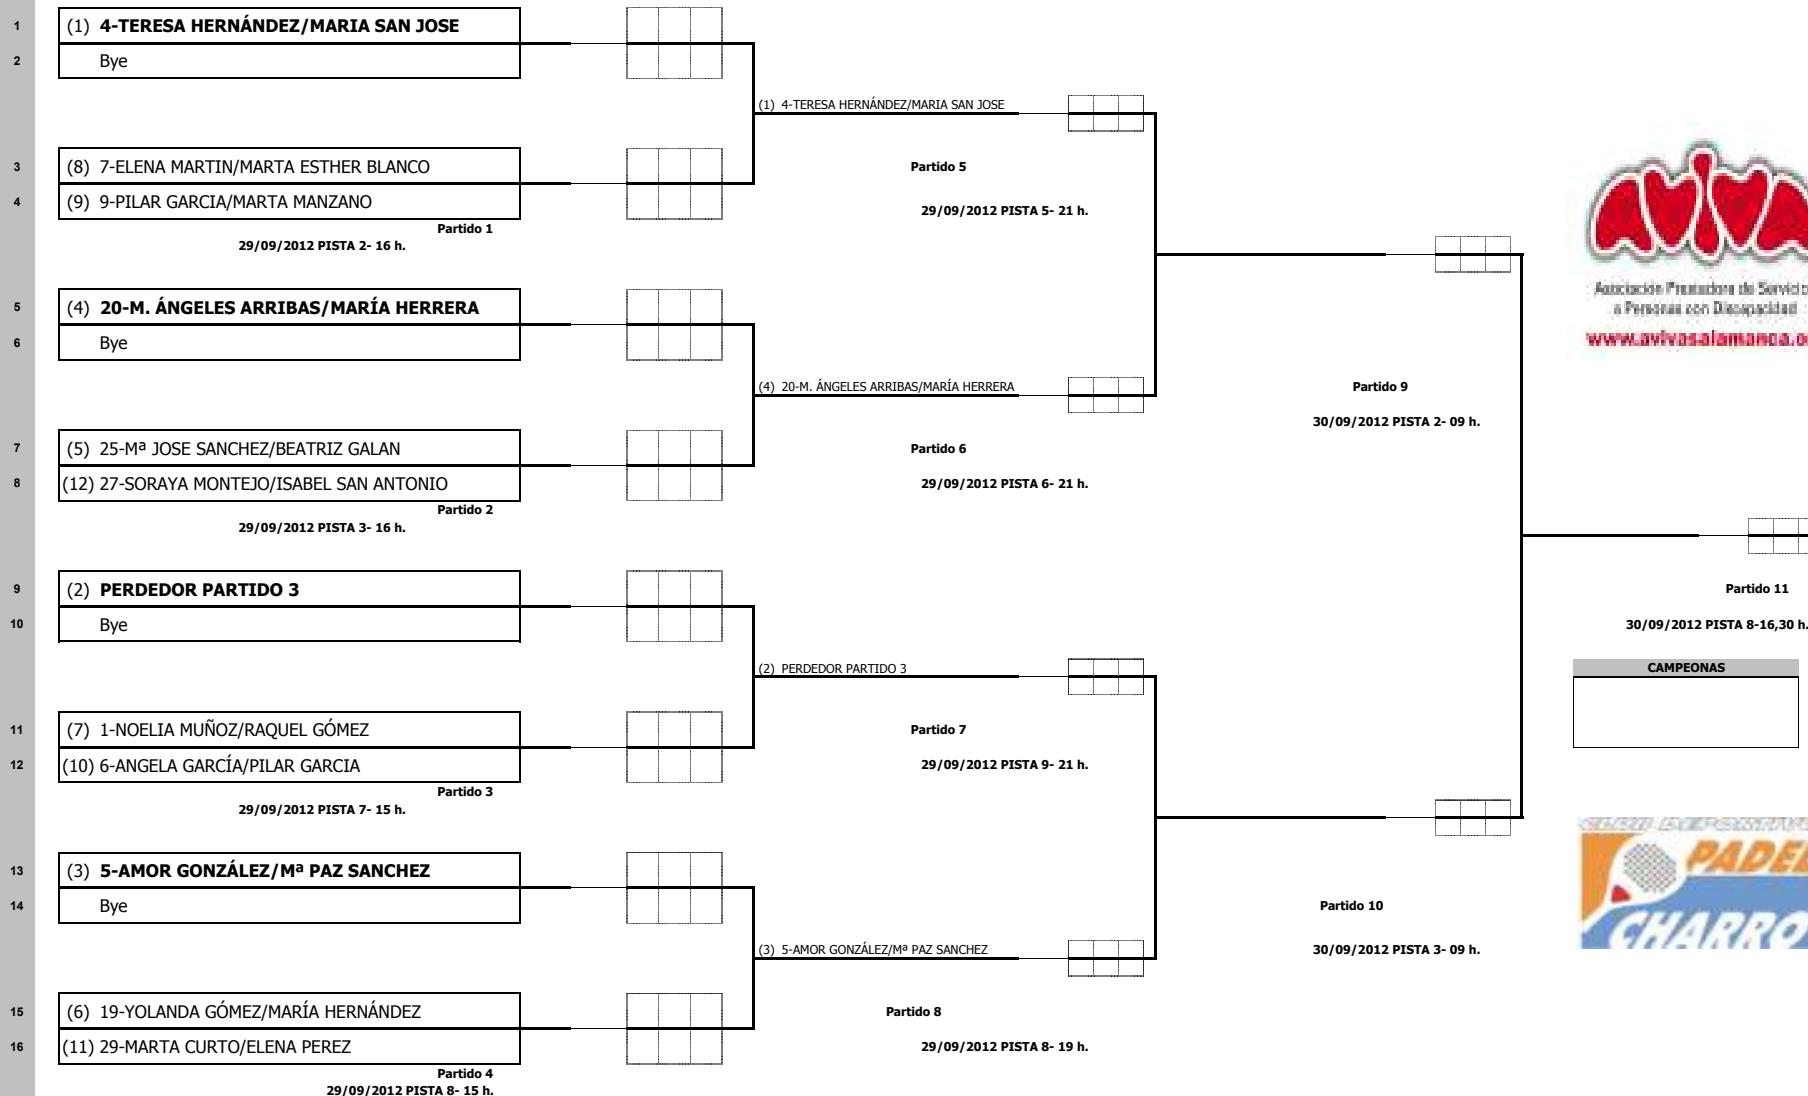 1 (1) 4-TERESA HERNÁNDEZ/MARIA SAN JOSE
2 Bye
(1) 4-TERESA HERNÁNDEZ/MARIA SAN JOSE
3 (8) 7-ELENA MARTIN/MARTA ESTHER BLANCO
Partido 5
4 (9) 9-PILAR GARCIA/MARTA MANZANO
29/09/2012 PISTA 5- 21 h.
Partido 1
29/09/2012 PISTA 2- 16 h.
aviva
Asociación Prestadora de Servicio
a Personas con Discapacidad
www.avivasalamanca.o
5 (4) 20-M. ÁNGELES ARRIBAS/MARÍA HERRERA
6 Bye
(4) 20-M. ÁNGELES ARRIBAS/MARÍA HERRERA
Partido 9
30/09/2012 PISTA 2- 09 h.
7 (5) 25-Mª JOSE SANCHEZ/BEATRIZ GALAN
Partido 6
8 (12) 27-SORAYA MONTEJO/ISABEL SAN ANTONIO
29/09/2012 PISTA 6- 21 h.
Partido 2
29/09/2012 PISTA 3- 16 h.
9 (2) PERDEDOR PARTIDO 3
Partido 11
10 Bye
30/09/2012 PISTA 8-16,30 h.
(2) PERDEDOR PARTIDO 3
CAMPEONAS
11 (7) 1-NOELIA MUÑOZ/RAQUEL GÓMEZ
Partido 7
12 (10) 6-ANGELA GARCÍA/PILAR GARCIA
29/09/2012 PISTA 9- 21 h.
Partido 3
29/09/2012 PISTA 7- 15 h.
PADEL
CHARRO
13 (3) 5-AMOR GONZÁLEZ/Mª PAZ SANCHEZ
14 Bye
Partido 10
(3) 5-AMOR GONZÁLEZ/Mª PAZ SANCHEZ
30/09/2012 PISTA 3- 09 h.
15 (6) 19-YOLANDA GÓMEZ/MARÍA HERNÁNDEZ
Partido 8
16 (11) 29-MARTA CURTO/ELENA PEREZ
29/09/2012 PISTA 8- 19 h.
Partido 4
29/09/2012 PISTA 8- 15 h.